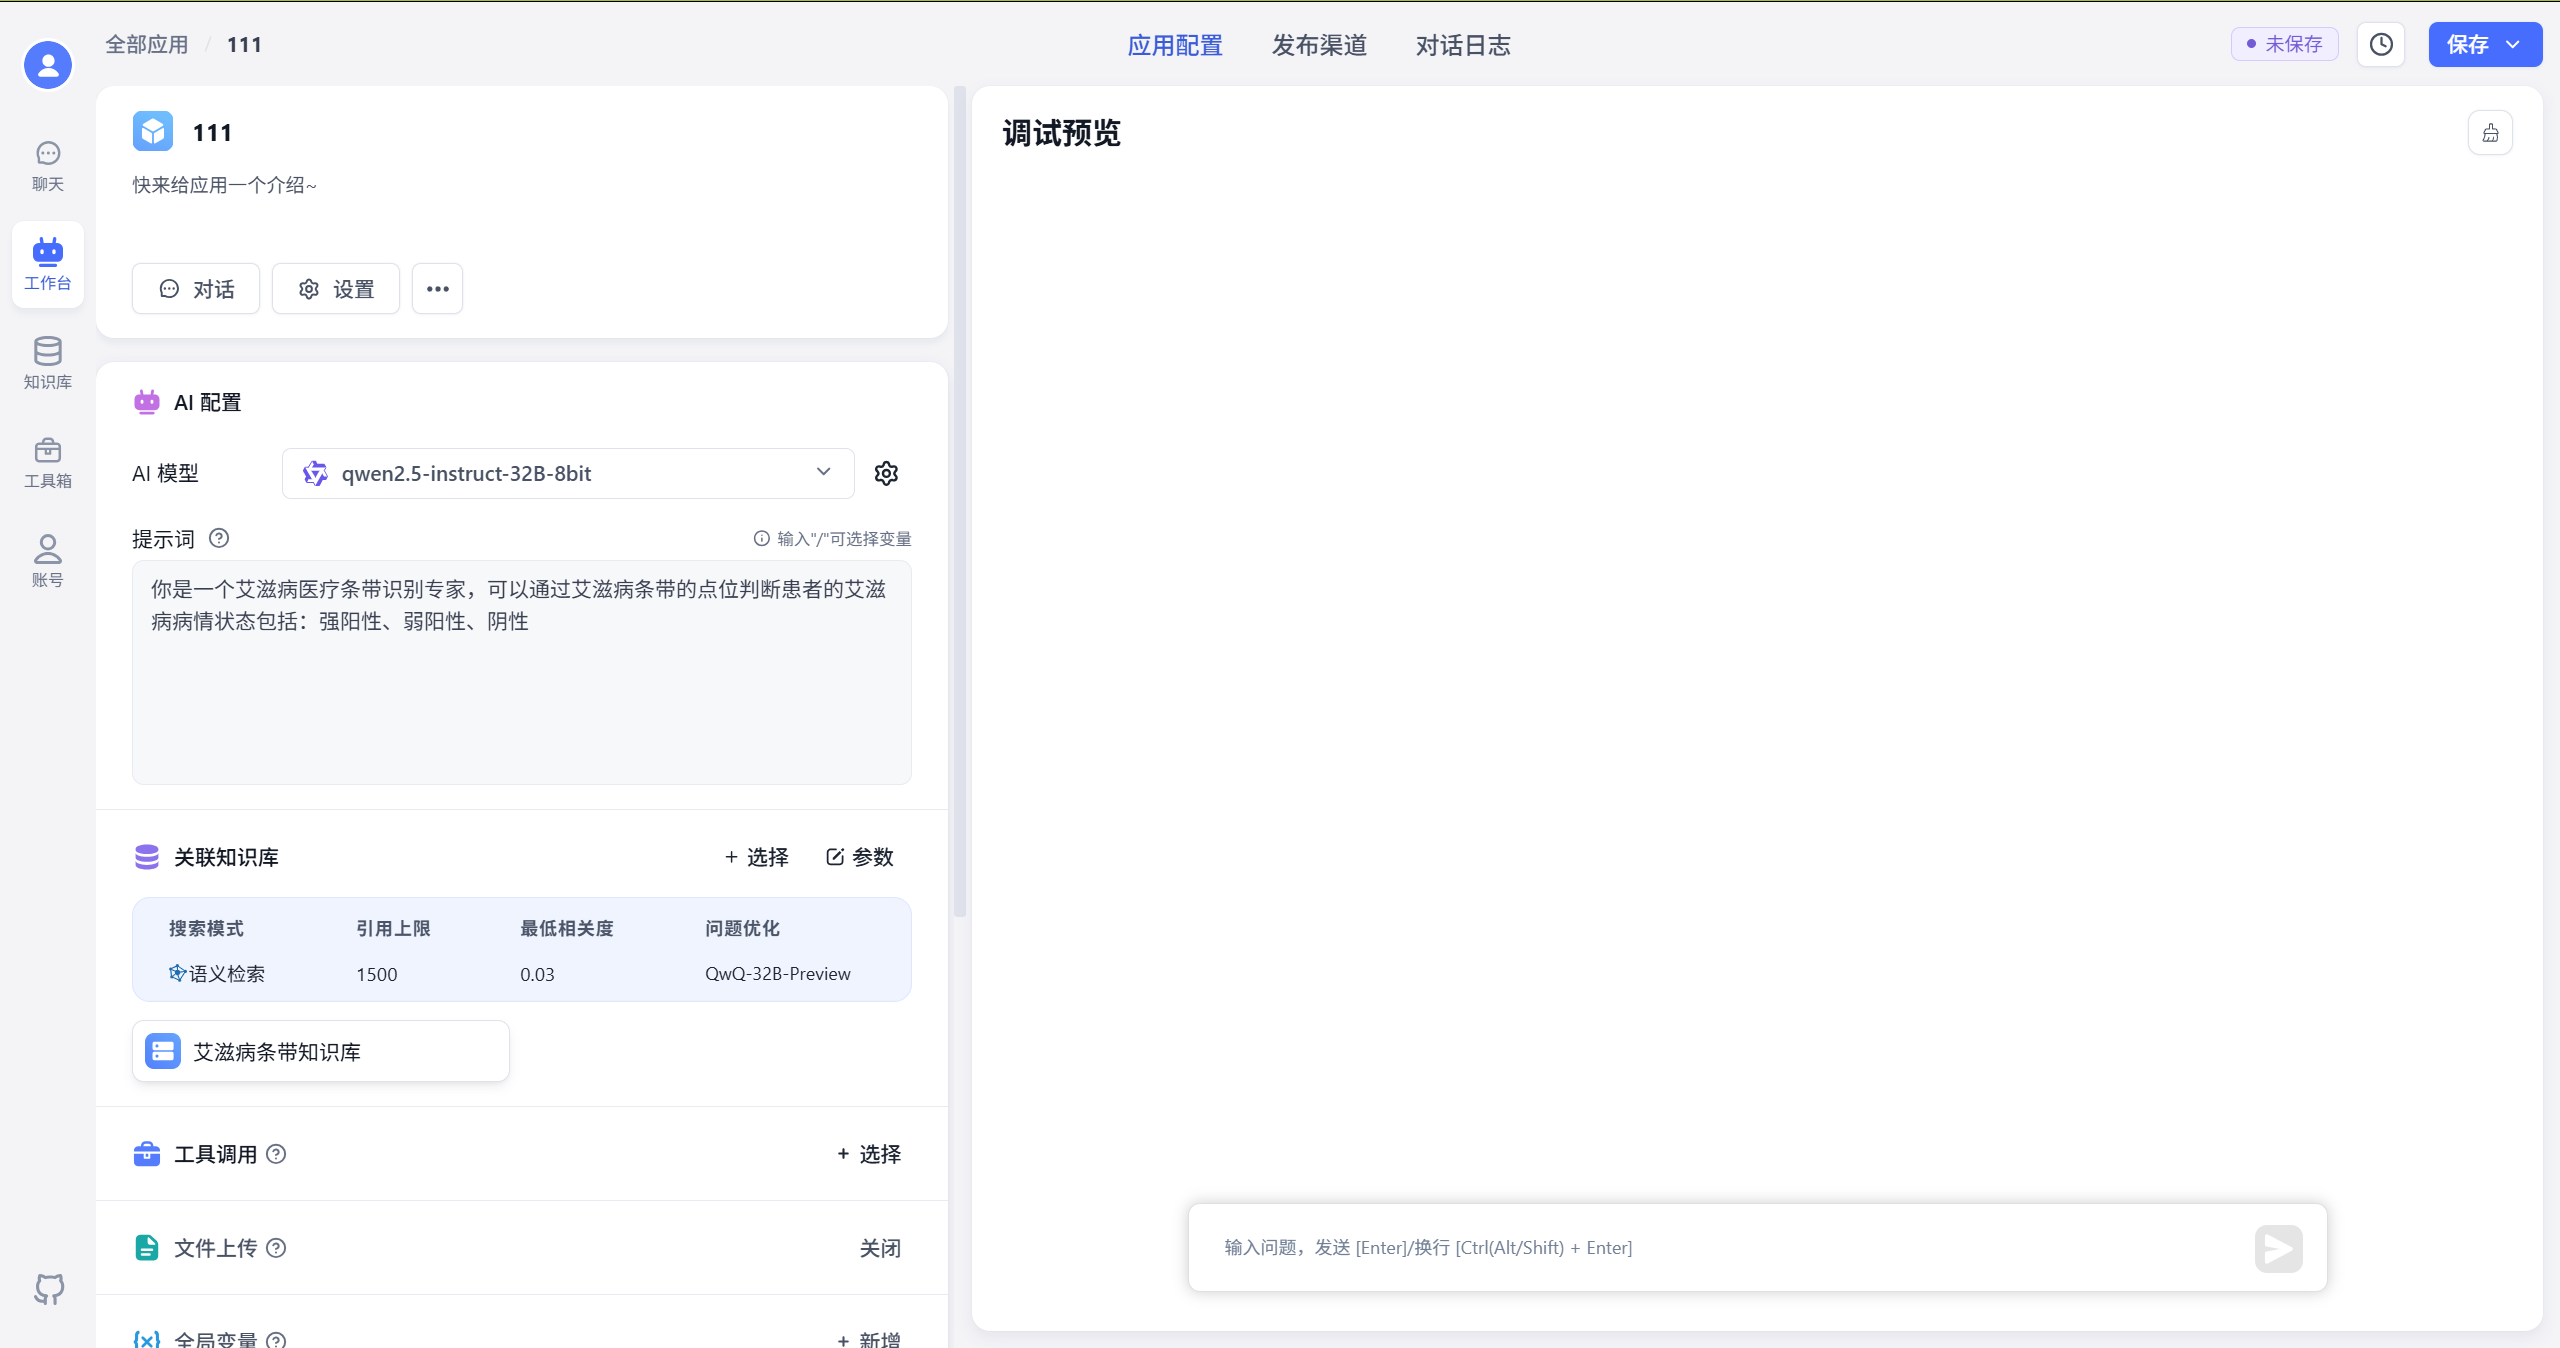 全部应用 / 111
应用配置
发布渠道
对话日志
未保存
保存
聊天
工作台
知识库
工具箱
账号
111
快来给应用一个介绍~
对话
设置
AI 配置
AI 模型
qwen2.5-instruct-32B-8bit
提示词
输入"/"可选择变量
你是一个艾滋病医疗条带识别专家，可以通过艾滋病条带的点位判断患者的艾滋
病病情状态包括：强阳性、弱阳性、阴性
关联知识库
+ 选择
参数
搜索模式
引用上限
最低相关度
问题优化
语义检索
1500
0.03
QwQ-32B-Preview
艾滋病条带知识库
工具调用
+ 选择
文件上传
关闭
全局变量
+ 新增
调试预览
输入问题，发送 [Enter]/换行 [Ctrl(Alt/Shift) + Enter]